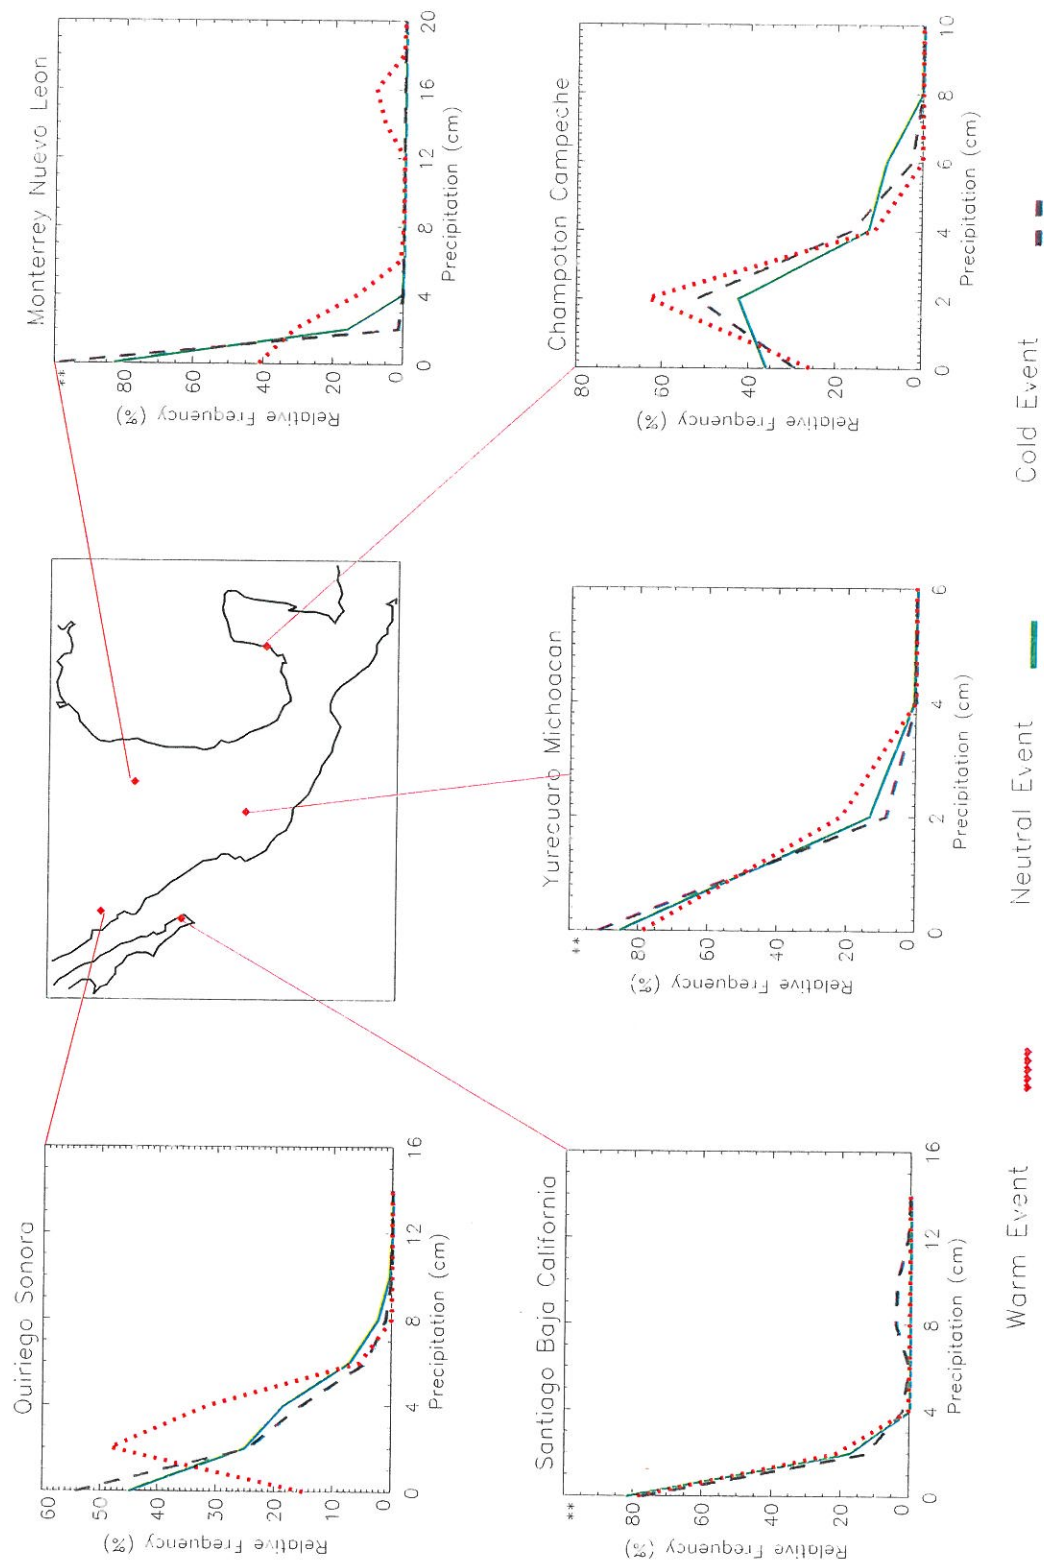 Quiriego Sonora
Relative Frequency (%)
60
50
40
30
20
10
0
0 4 8 12 16
Precipitation (cm)
Monterrey Nuevo Leon
Relative Frequency (%)
**
80
60
40
20
0
0 4 8 12 16 20
Precipitation (cm)
Santiago Baja California
Relative Frequency (%)
**
80
60
40
20
0
0 4 8 12 16
Precipitation (cm)
Yurecuaro Michoacan
Relative Frequency (%)
**
80
60
40
20
0
0 2 4 6
Precipitation (cm)
Champoton Campeche
Relative Frequency (%)
80
60
40
20
0
0 2 4 6 8 10
Precipitation (cm)
Warm Event
Neutral Event
Cold Event